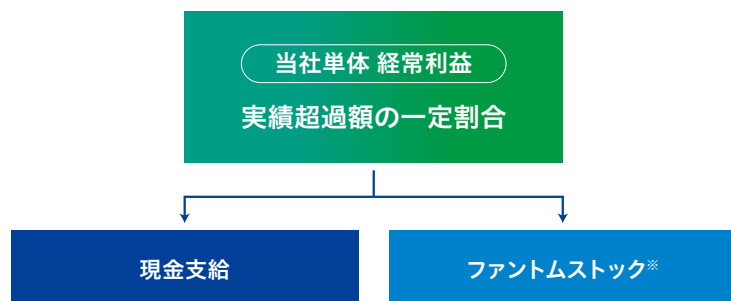 当社単体 経常利益
実績超過額の一定割合
現金支給
ファントムストック※